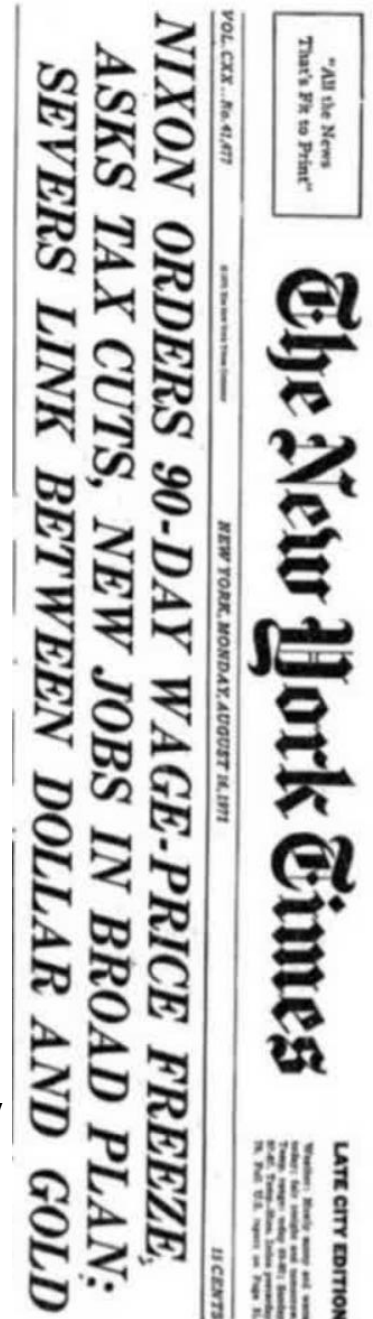 "All the News
That's Fit to Print"
The New York Times
LATE CITY EDITION
VOL. CXX.. No. 41,477
NEW YORK, MONDAY, AUGUST 16, 1971
15 CENTS
NIXON ORDERS 90-DAY WAGE-PRICE FREEZE,
ASKS TAX CUTS, NEW JOBS IN BROAD PLAN;
SEVERS LINK BETWEEN DOLLAR AND GOLD